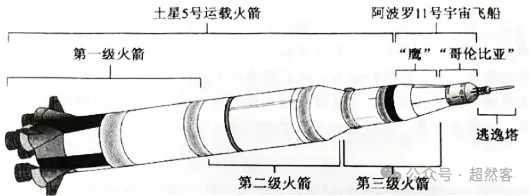 土星5号运载火箭
阿波罗11号宇宙飞船
第一级火箭
“鹰”
“哥伦比亚”
逃逸塔
第二级火箭
第三级火箭
公众号·超然客